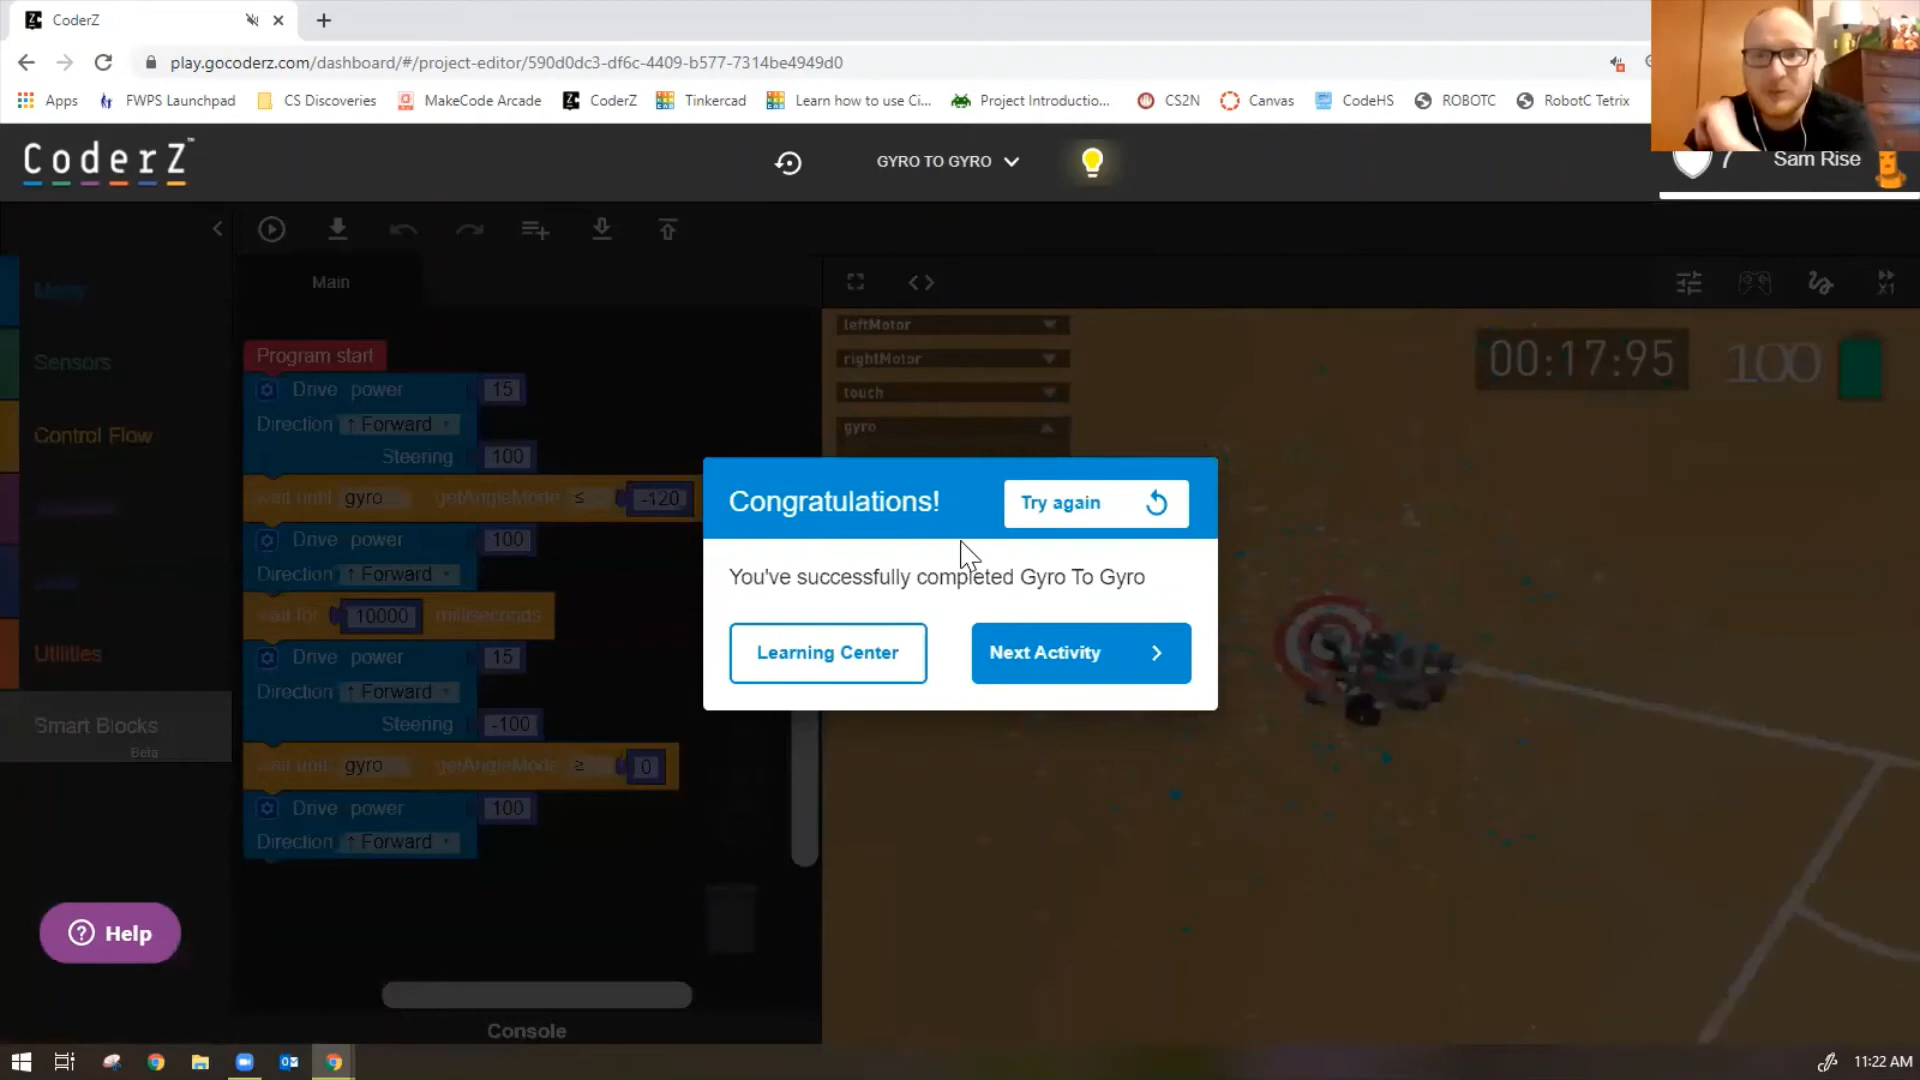 CoderZ
play.gocoderz.com/dashboard/#/project-editor/590d0dc3-df6c-4409-b577-7314be4949d0
Apps FWPS Launchpad CS Discoveries MakeCode Arcade CoderZ Tinkercad Learn how to use Ci... Project Introductio... CS2N Canvas CodeHS ROBOTC RobotC Tetrix
CoderZ™ GYRO TO GYRO 7 Sam Rise
Main
Menu
Sensors
Control Flow
Utilities
Smart Blocks
Beta
Program start
Drive power 15
Direction ↑ Forward
Steering 100
wait until gyro getAngleMode ≤ -120
Drive power 100
Direction ↑ Forward
wait for 10000 milliseconds
Drive power 15
Direction ↑ Forward
Steering -100
wait until gyro getAngleMode ≥ 0
Drive power 100
Direction ↑ Forward
X1
leftMotor
rightMotor
touch
gyro
00:17:95 100
Congratulations! Try again
You've successfully completed Gyro To Gyro
Learning Center Next Activity
Help
Console
11:22 AM